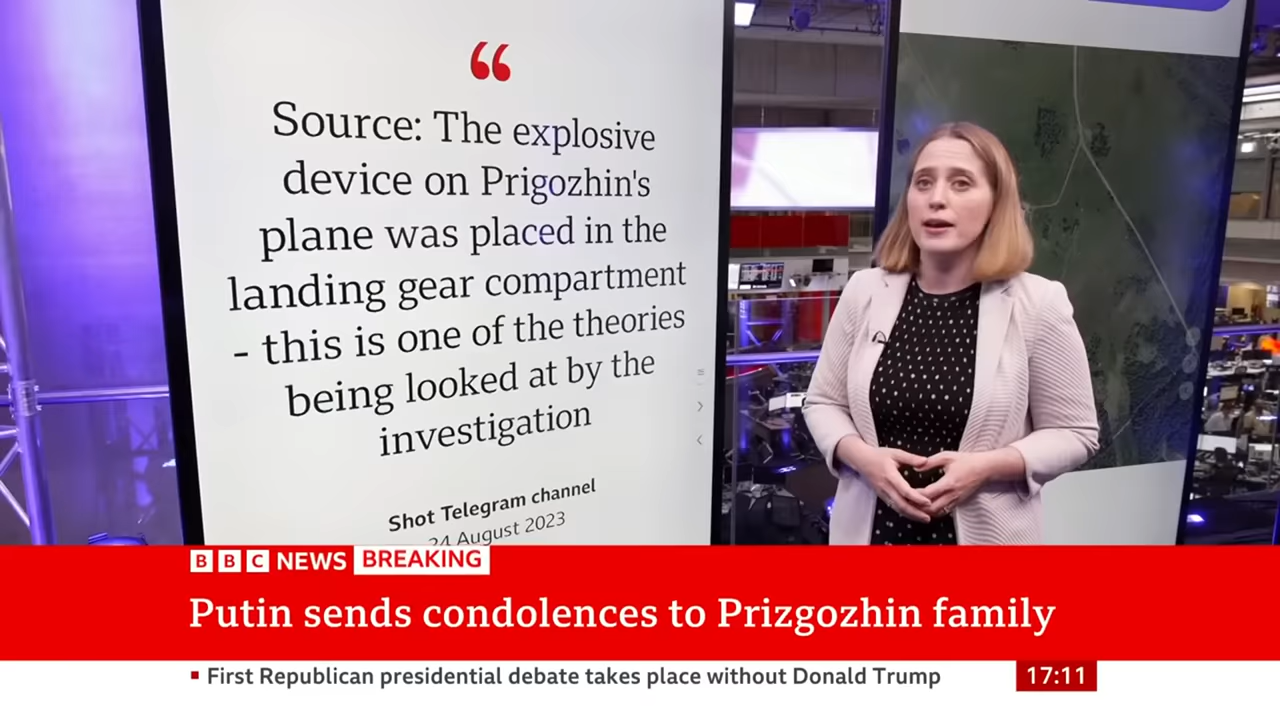 “
Source: The explosive
device on Prigozhin's
plane was placed in the
landing gear compartment
- this is one of the theories
being looked at by the
investigation
Shot Telegram channel
24 August 2023
BBC NEWS BREAKING
Putin sends condolences to Prizgozhin family
First Republican presidential debate takes place without Donald Trump
17:11